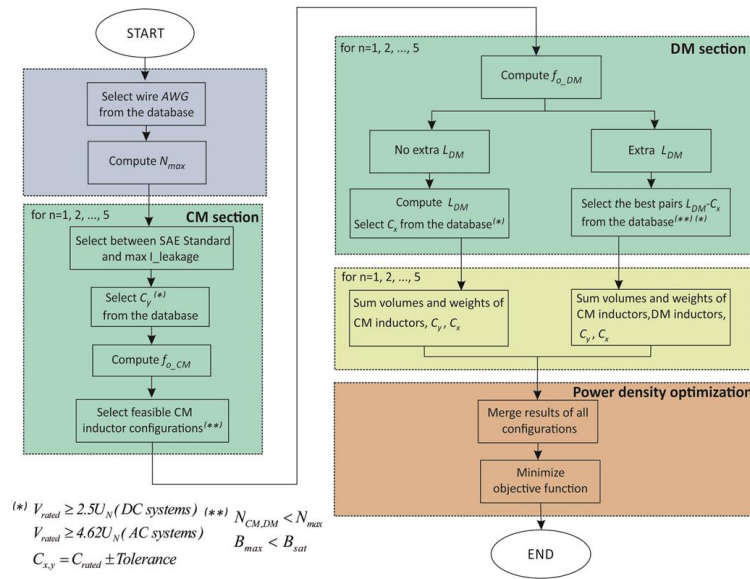 START
Select wire AWG
from the database
Compute N_max
for n=1, 2, ..., 5
CM section
Select between SAE Standard
and max I_leakage
Select C_y (*)
from the database
Compute f_o_CM
Select feasible CM
inductor configurations(**)
for n=1, 2, ..., 5
DM section
Compute f_o_DM
No extra L_DM
Extra L_DM
Compute L_DM
Select C_x from the database(*)
Select the best pairs L_DM-C_x
from the database(**) (*)
for n=1, 2, ..., 5
Sum volumes and weights of
CM inductors, C_y , C_x
Sum volumes and weights of
CM inductors,DM inductors,
C_y , C_x
Power density optimization
Merge results of all
configurations
Minimize
objective function
END
(*) V_rated ≥ 2.5U_N (DC systems)
V_rated ≥ 4.62U_N (AC systems)
C_x,y = C_rated ± Tolerance
(**) N_CM,DM < N_max
B_max < B_sat